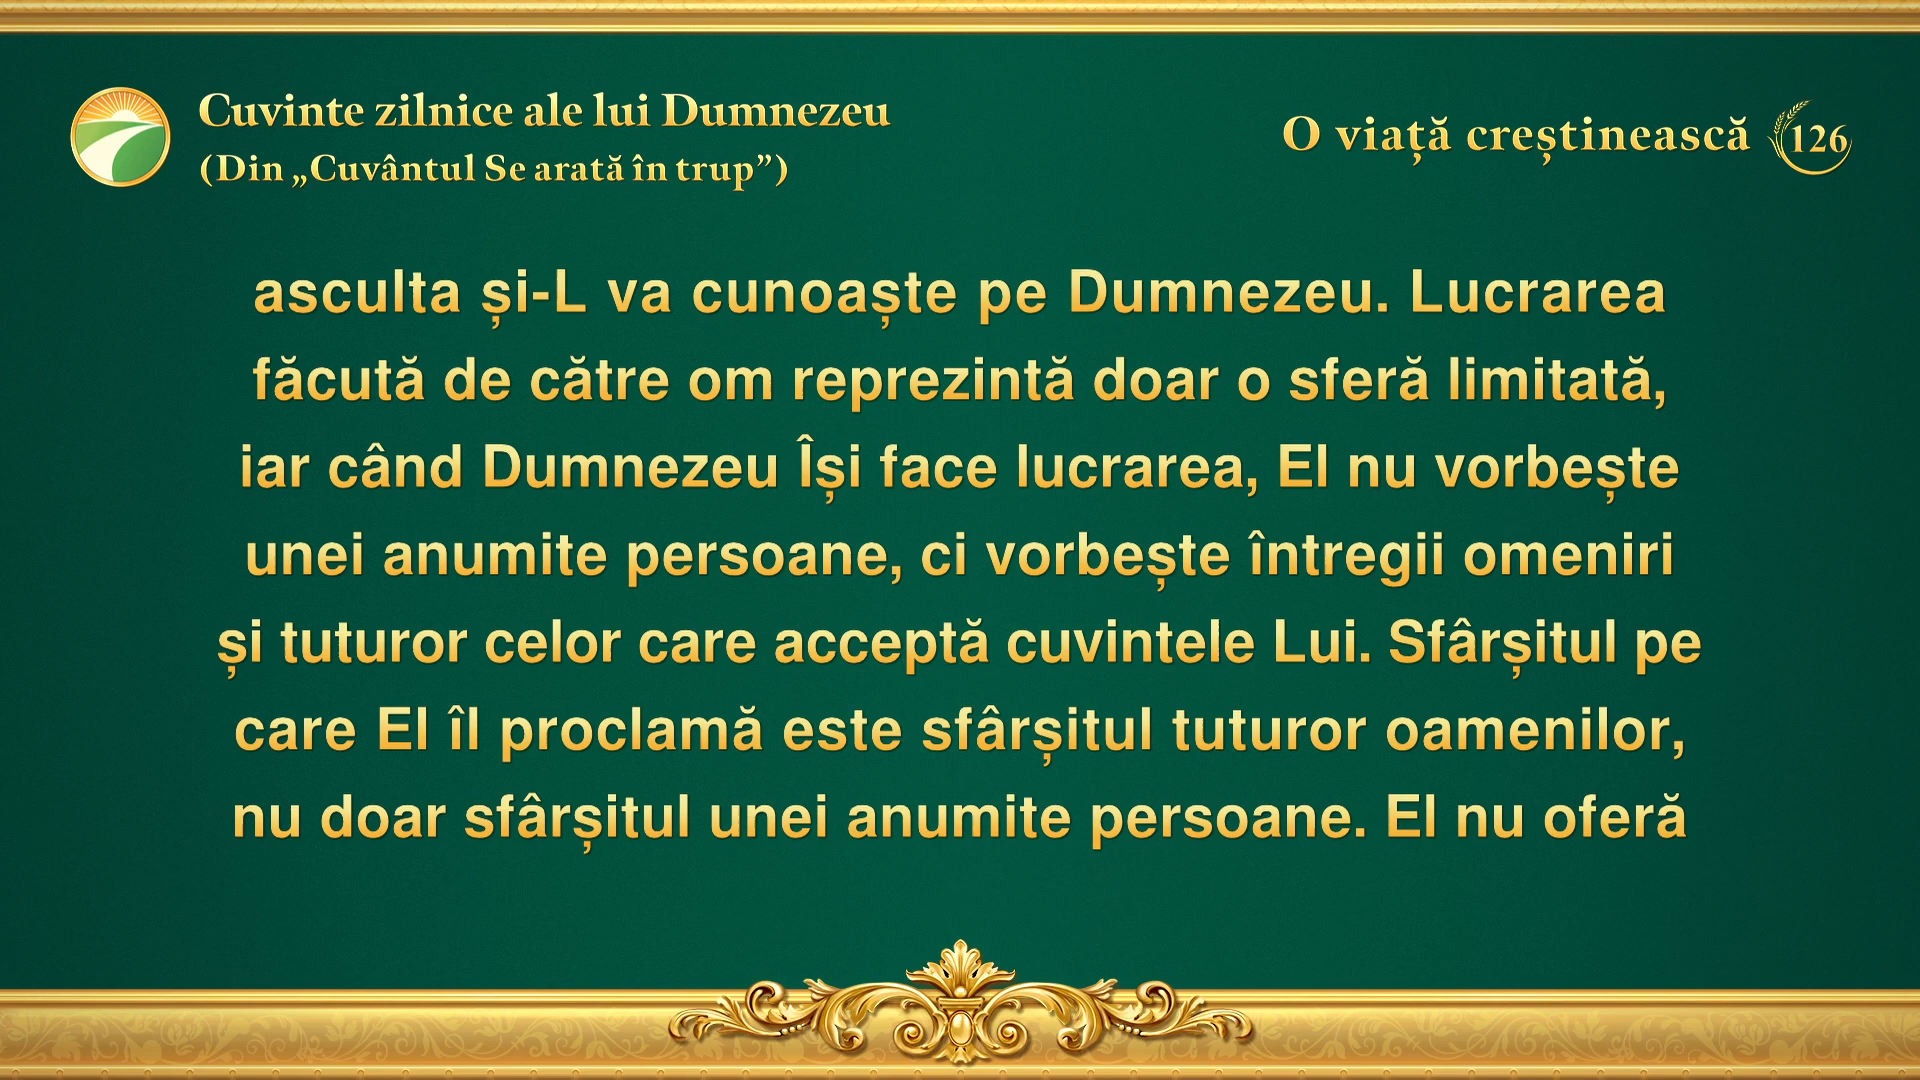 Cuvinte zilnice ale lui Dumnezeu
(Din „Cuvântul Se arată în trup”)
O viață creștinească 126
asculta și-L va cunoaște pe Dumnezeu. Lucrarea
făcută de către om reprezintă doar o sferă limitată,
iar când Dumnezeu Își face lucrarea, El nu vorbește
unei anumite persoane, ci vorbește întregii omeniri
și tuturor celor care acceptă cuvintele Lui. Sfârșitul pe
care El îl proclamă este sfârșitul tuturor oamenilor,
nu doar sfârșitul unei anumite persoane. El nu oferă